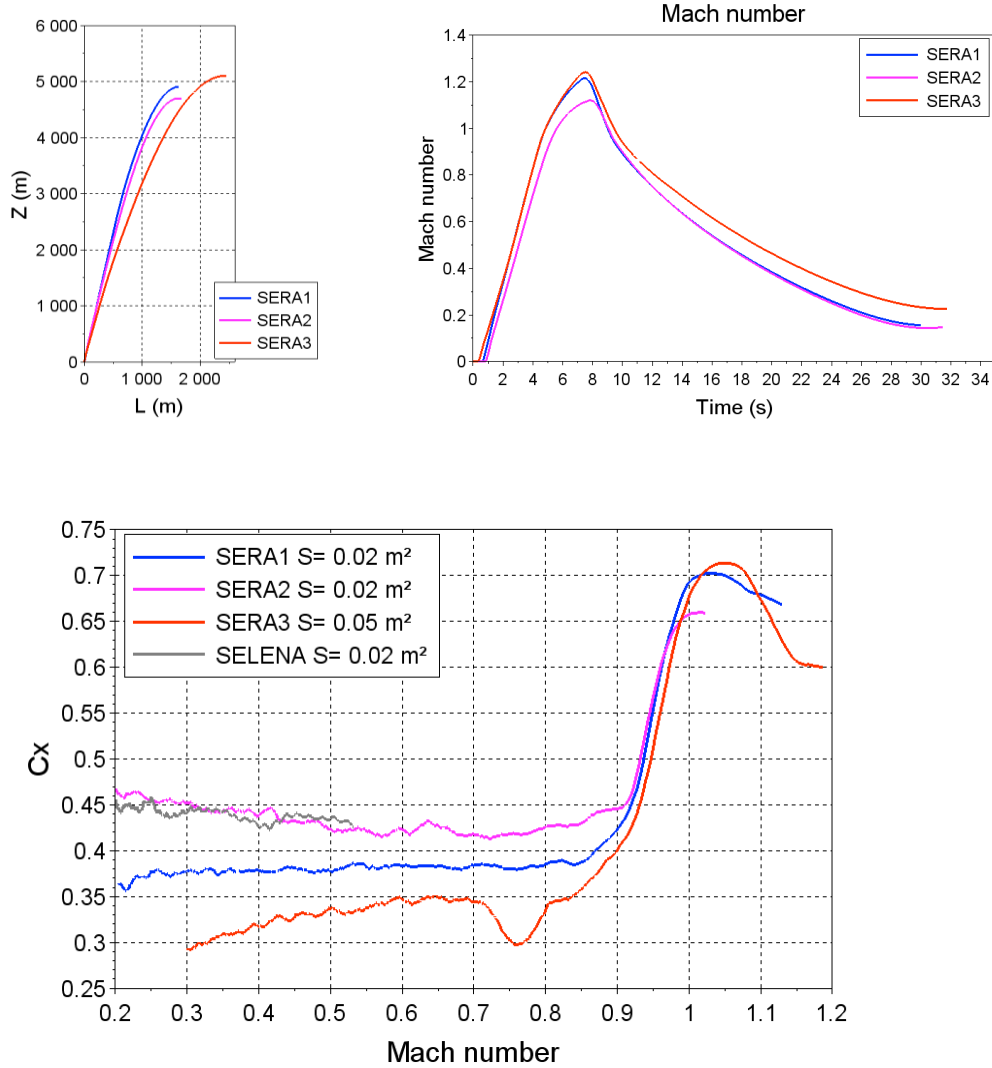 6 000
5 000
4 000
3 000
2 000
1 000
0
Z (m)
0 1 000 2 000
L (m)
SERA1
SERA2
SERA3
Mach number
1.4
1.2
1
0.8
0.6
0.4
0.2
0
Mach number
0 2 4 6 8 10 12 14 16 18 20 22 24 26 28 30 32 34
Time (s)
SERA1
SERA2
SERA3
0.75
0.7
0.65
0.6
0.55
0.5
0.45
0.4
0.35
0.3
0.25
Cx
SERA1 S= 0.02 m²
SERA2 S= 0.02 m²
SERA3 S= 0.05 m²
SELENA S= 0.02 m²
0.2 0.3 0.4 0.5 0.6 0.7 0.8 0.9 1 1.1 1.2
Mach number